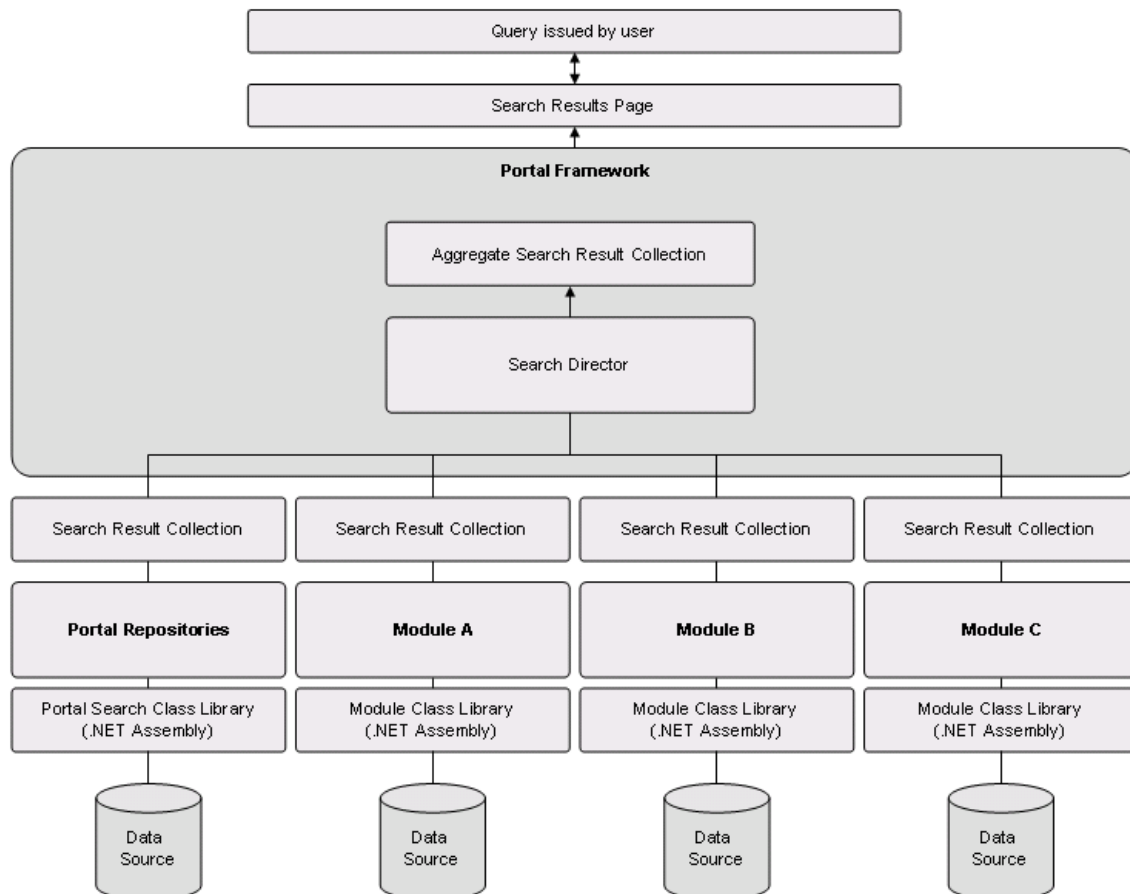 Query issued by user
Search Results Page
Portal Framework
Aggregate Search Result Collection
Search Director
Search Result Collection
Search Result Collection
Search Result Collection
Search Result Collection
Portal Repositories
Module A
Module B
Module C
Portal Search Class Library
(.NET Assembly)
Module Class Library
(.NET Assembly)
Module Class Library
(.NET Assembly)
Module Class Library
(.NET Assembly)
Data
Source
Data
Source
Data
Source
Data
Source